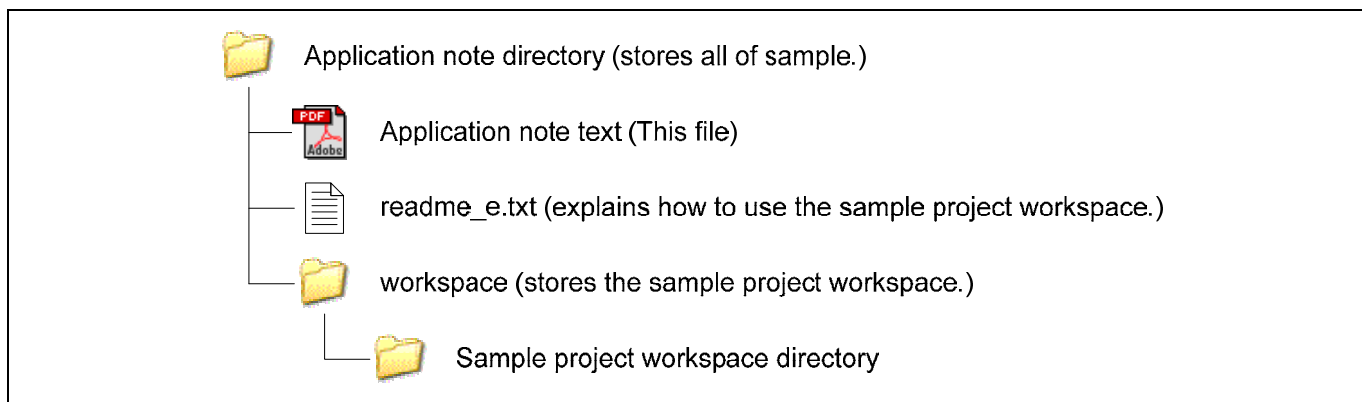 Application note directory (stores all of sample.)
PDF
Adobe
Application note text (This file)
readme_e.txt (explains how to use the sample project workspace.)
workspace (stores the sample project workspace.)
Sample project workspace directory